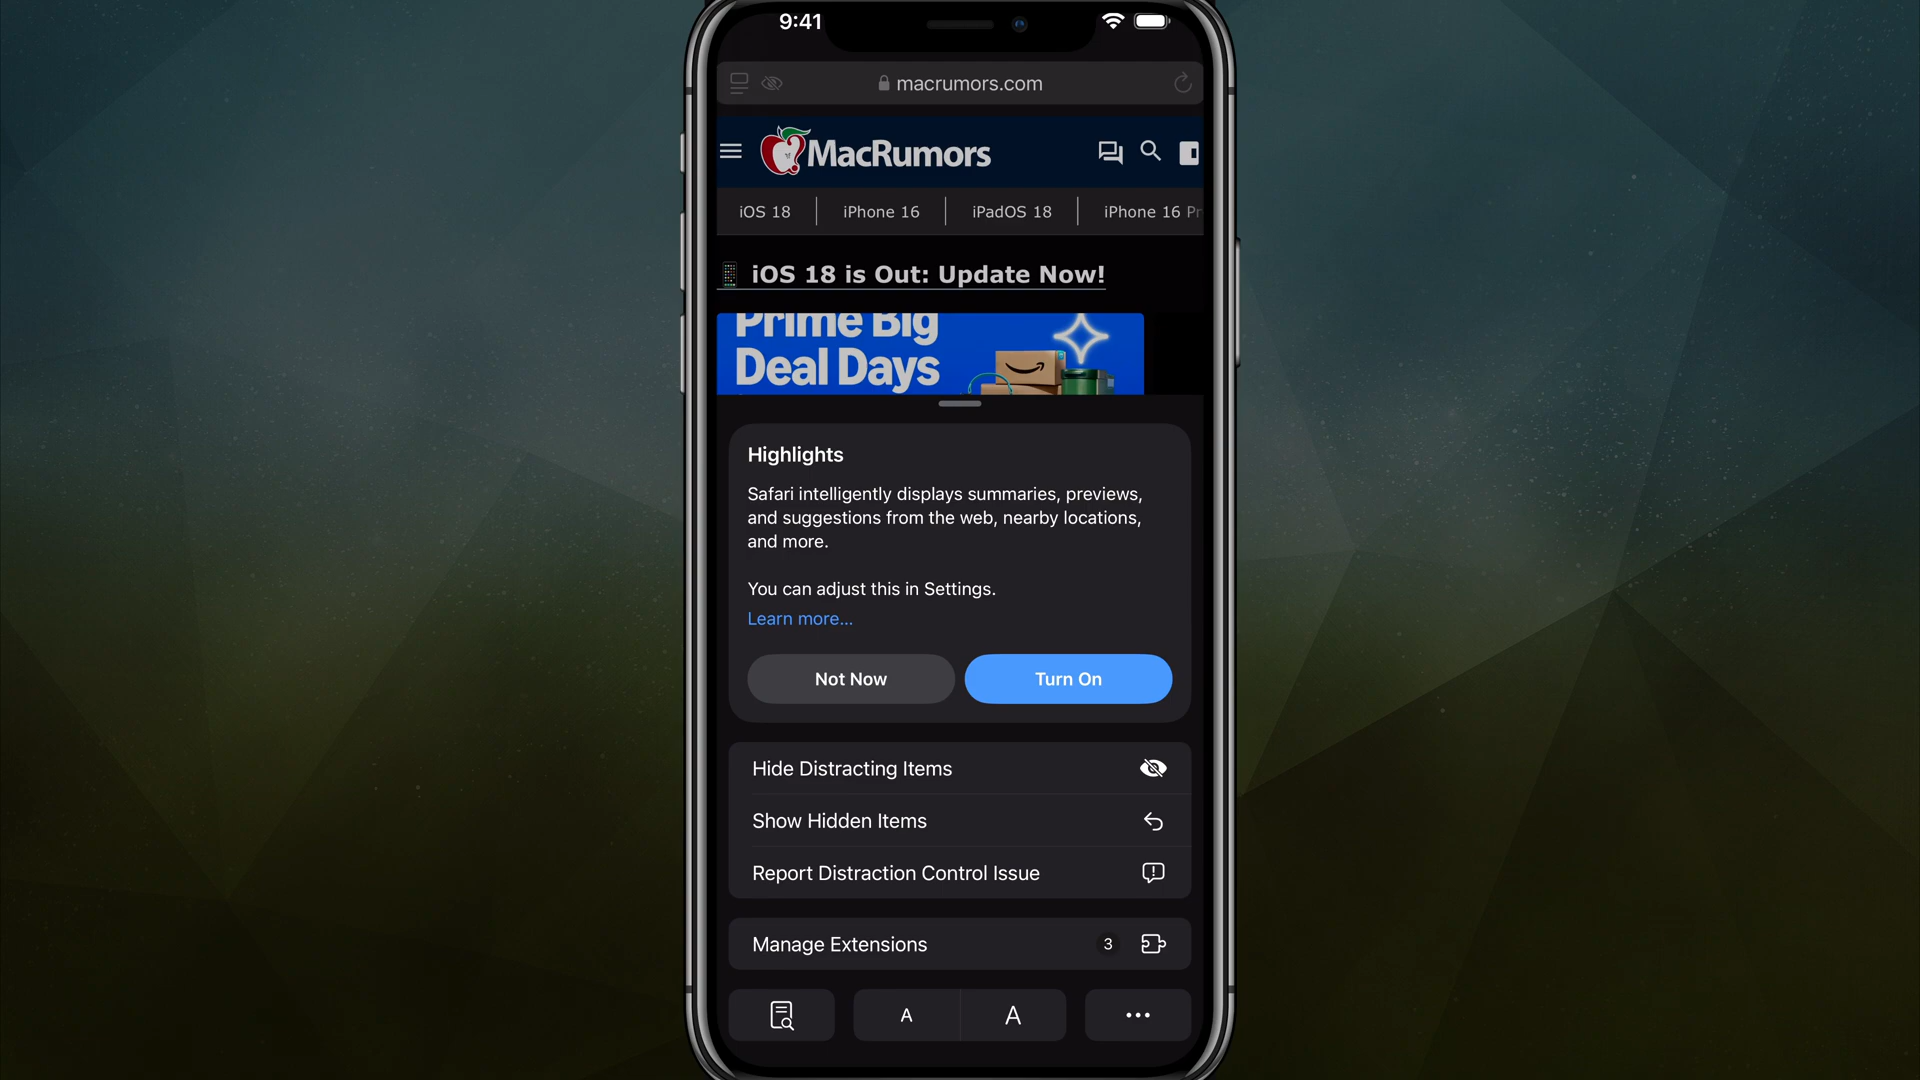 9:41
macrumors.com
MacRumors
iOS 18
iPhone 16
iPadOS 18
iPhone 16 Pr
iOS 18 is Out: Update Now!
Prime Big
Deal Days
Highlights
Safari intelligently displays summaries, previews,
and suggestions from the web, nearby locations,
and more.
You can adjust this in Settings.
Learn more...
Not Now
Turn On
Hide Distracting Items
Show Hidden Items
Report Distraction Control Issue
Manage Extensions 3
A A